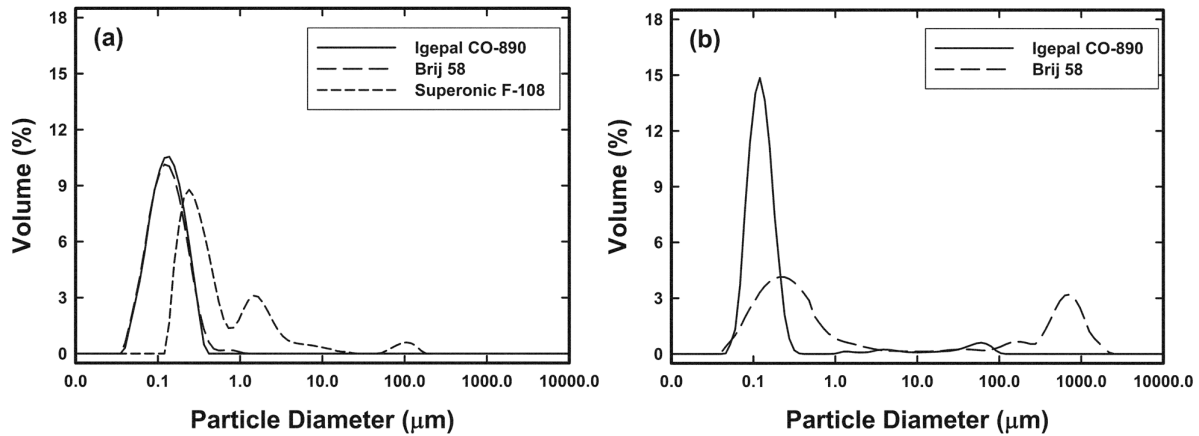 (a)
Igepal CO-890
Brij 58
Superonic F-108
18
15
12
9
6
3
0
Volume (%)
0.0 0.1 1.0 10.0 100.0 1000.0 10000.0
Particle Diameter (μm)
(b)
Igepal CO-890
Brij 58
18
15
12
9
6
3
0
Volume (%)
0.0 0.1 1.0 10.0 100.0 1000.0 10000.0
Particle Diameter (μm)